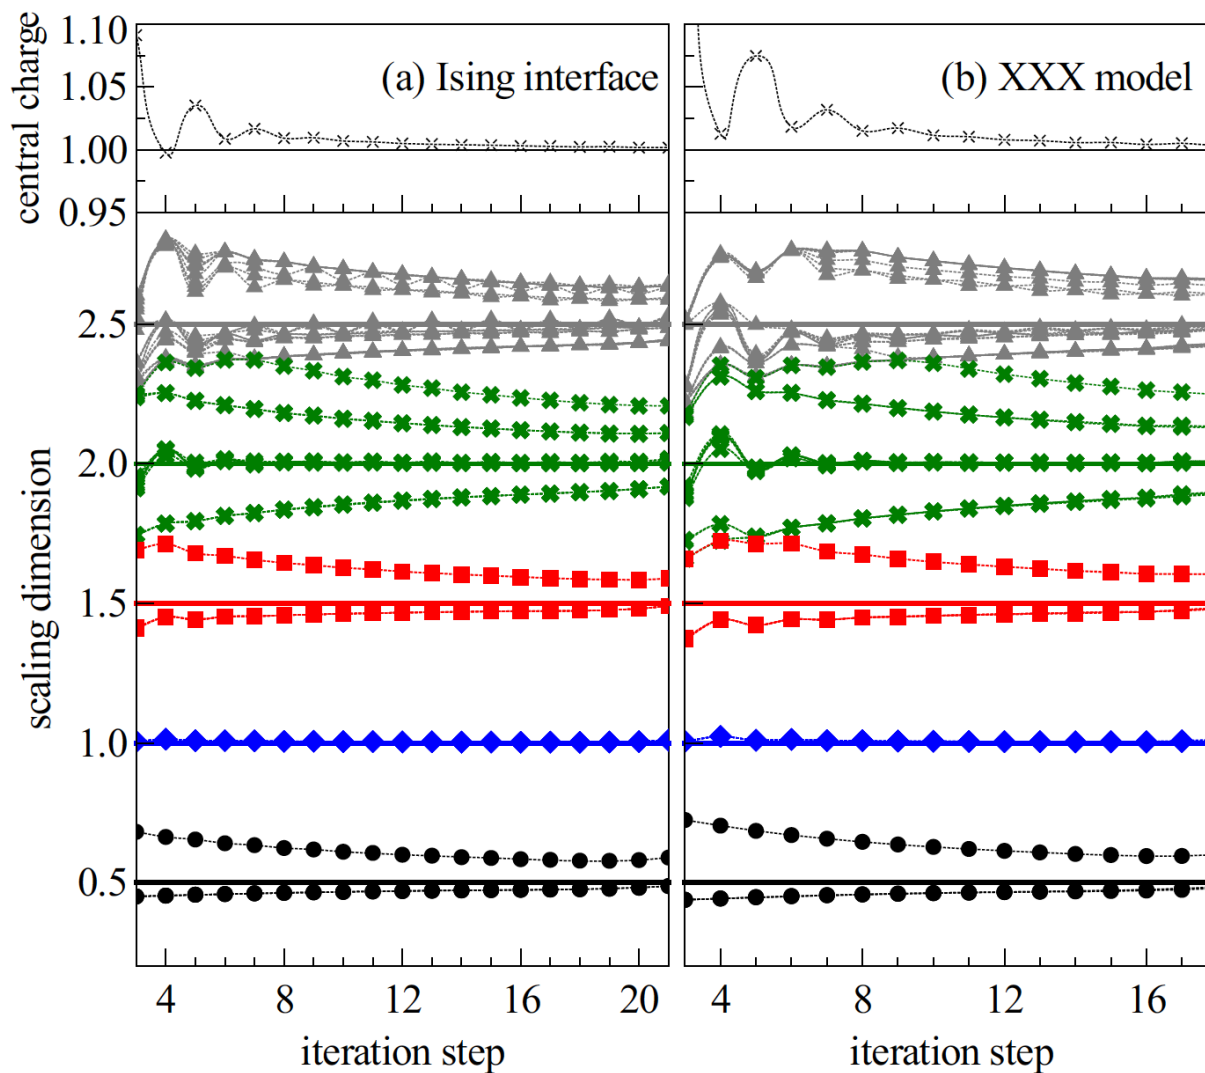 central charge
1.10
1.05
1.00
0.95
(a) Ising interface
(b) XXX model
scaling dimension
2.5
2.0
1.5
1.0
0.5
4 8 12 16 20
4 8 12 16
iteration step
iteration step